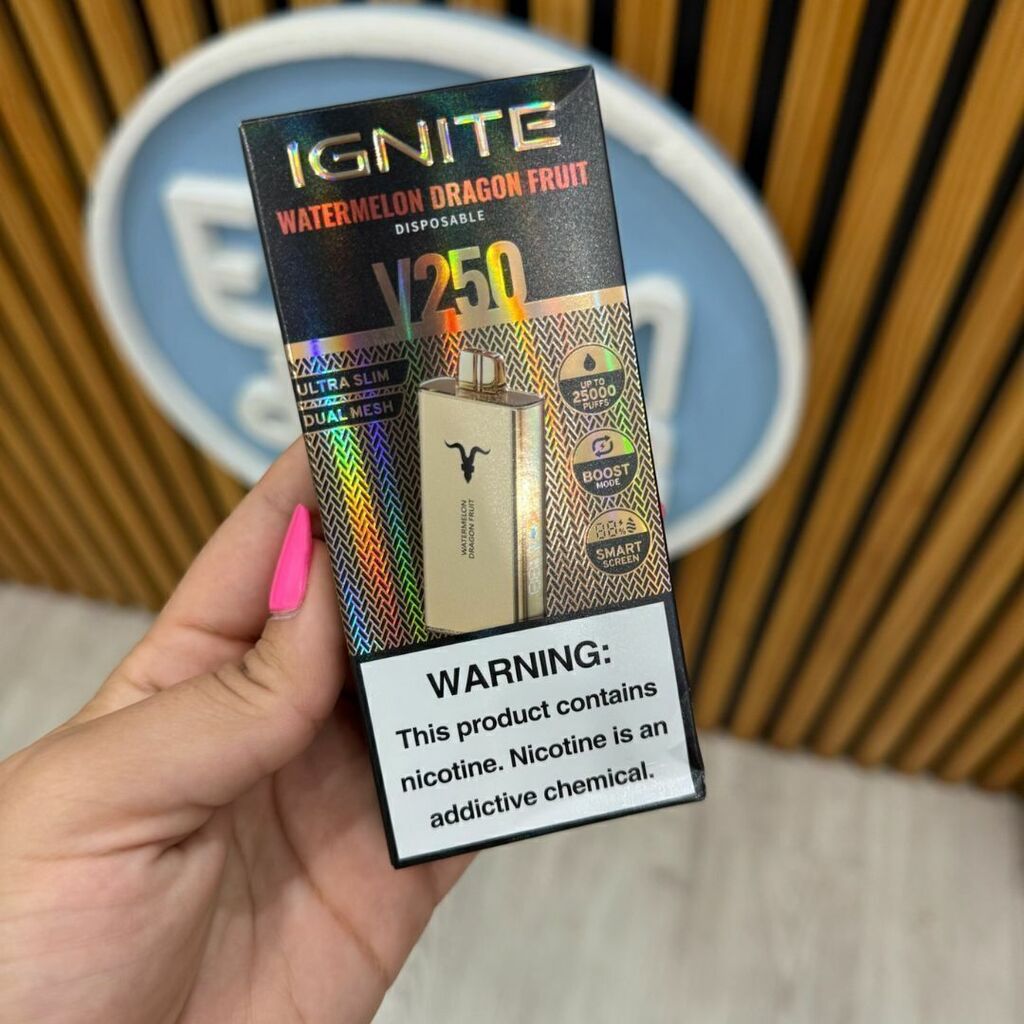 IGNITE
WATERMELON DRAGON FRUIT
DISPOSABLE
V250
ULTRA SLIM
DUAL MESH
UP TO
25000
PUFFS
BOOST
MODE
SMART
SCREEN
WATERMELON
DRAGON FRUIT
WARNING:
This product contains
nicotine. Nicotine is an
addictive chemical.